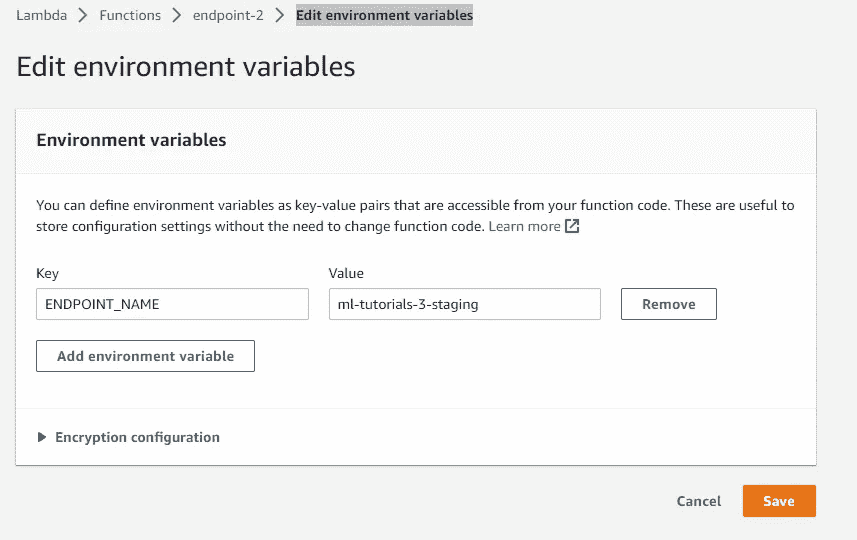 Lambda > Functions > endpoint-2 > Edit environment variables
Edit environment variables
Environment variables
You can define environment variables as key-value pairs that are accessible from your function code. These are useful to
store configuration settings without the need to change function code. Learn more
Key Value
ENDPOINT_NAME ml-tutorials-3-staging Remove
Add environment variable
Encryption configuration
Cancel Save